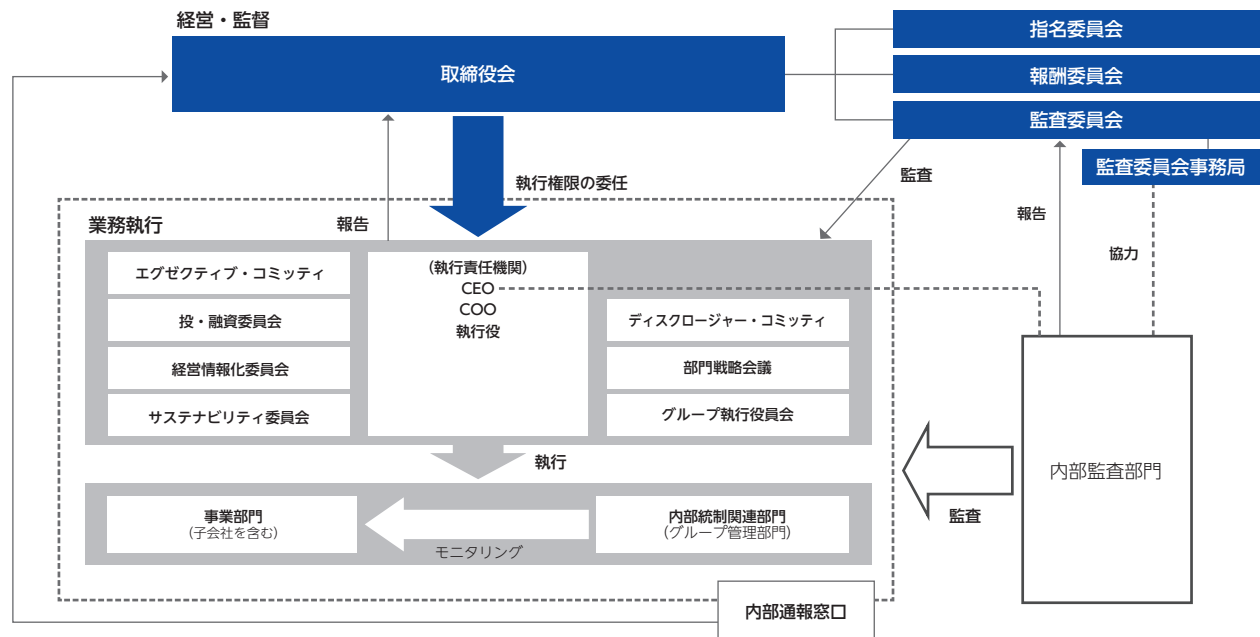 経営・監督
取締役会
指名委員会
報酬委員会
監査委員会
監査委員会事務局
執行権限の委任
監査
報告
協力
業務執行
報告
エグゼクティブ・コミッティ
投・融資委員会
経営情報化委員会
サステナビリティ委員会
(執行責任機関)
CEO
COO
執行役
ディスクロージャー・コミッティ
部門戦略会議
グループ執行役員会
執行
事業部門
(子会社を含む)
モニタリング
内部統制関連部門
(グループ管理部門)
監査
内部監査部門
内部通報窓口